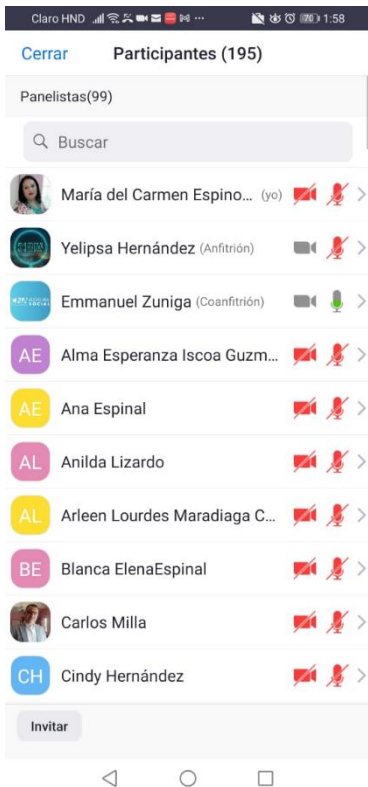 Claro HND 70 1:58
Cerrar Participantes (195)
Panelistas(99)
Buscar
María del Carmen Espino... (yo)
Yelipsa Hernández (Anfitrión)
Emmanuel Zuniga (Coanfitrión)
AE Alma Esperanza Iscoa Guzm...
AE Ana Espinal
AL Anilda Lizardo
AL Arleen Lourdes Maradiaga C...
BE Blanca ElenaEspinal
Carlos Milla
CH Cindy Hernández
Invitar